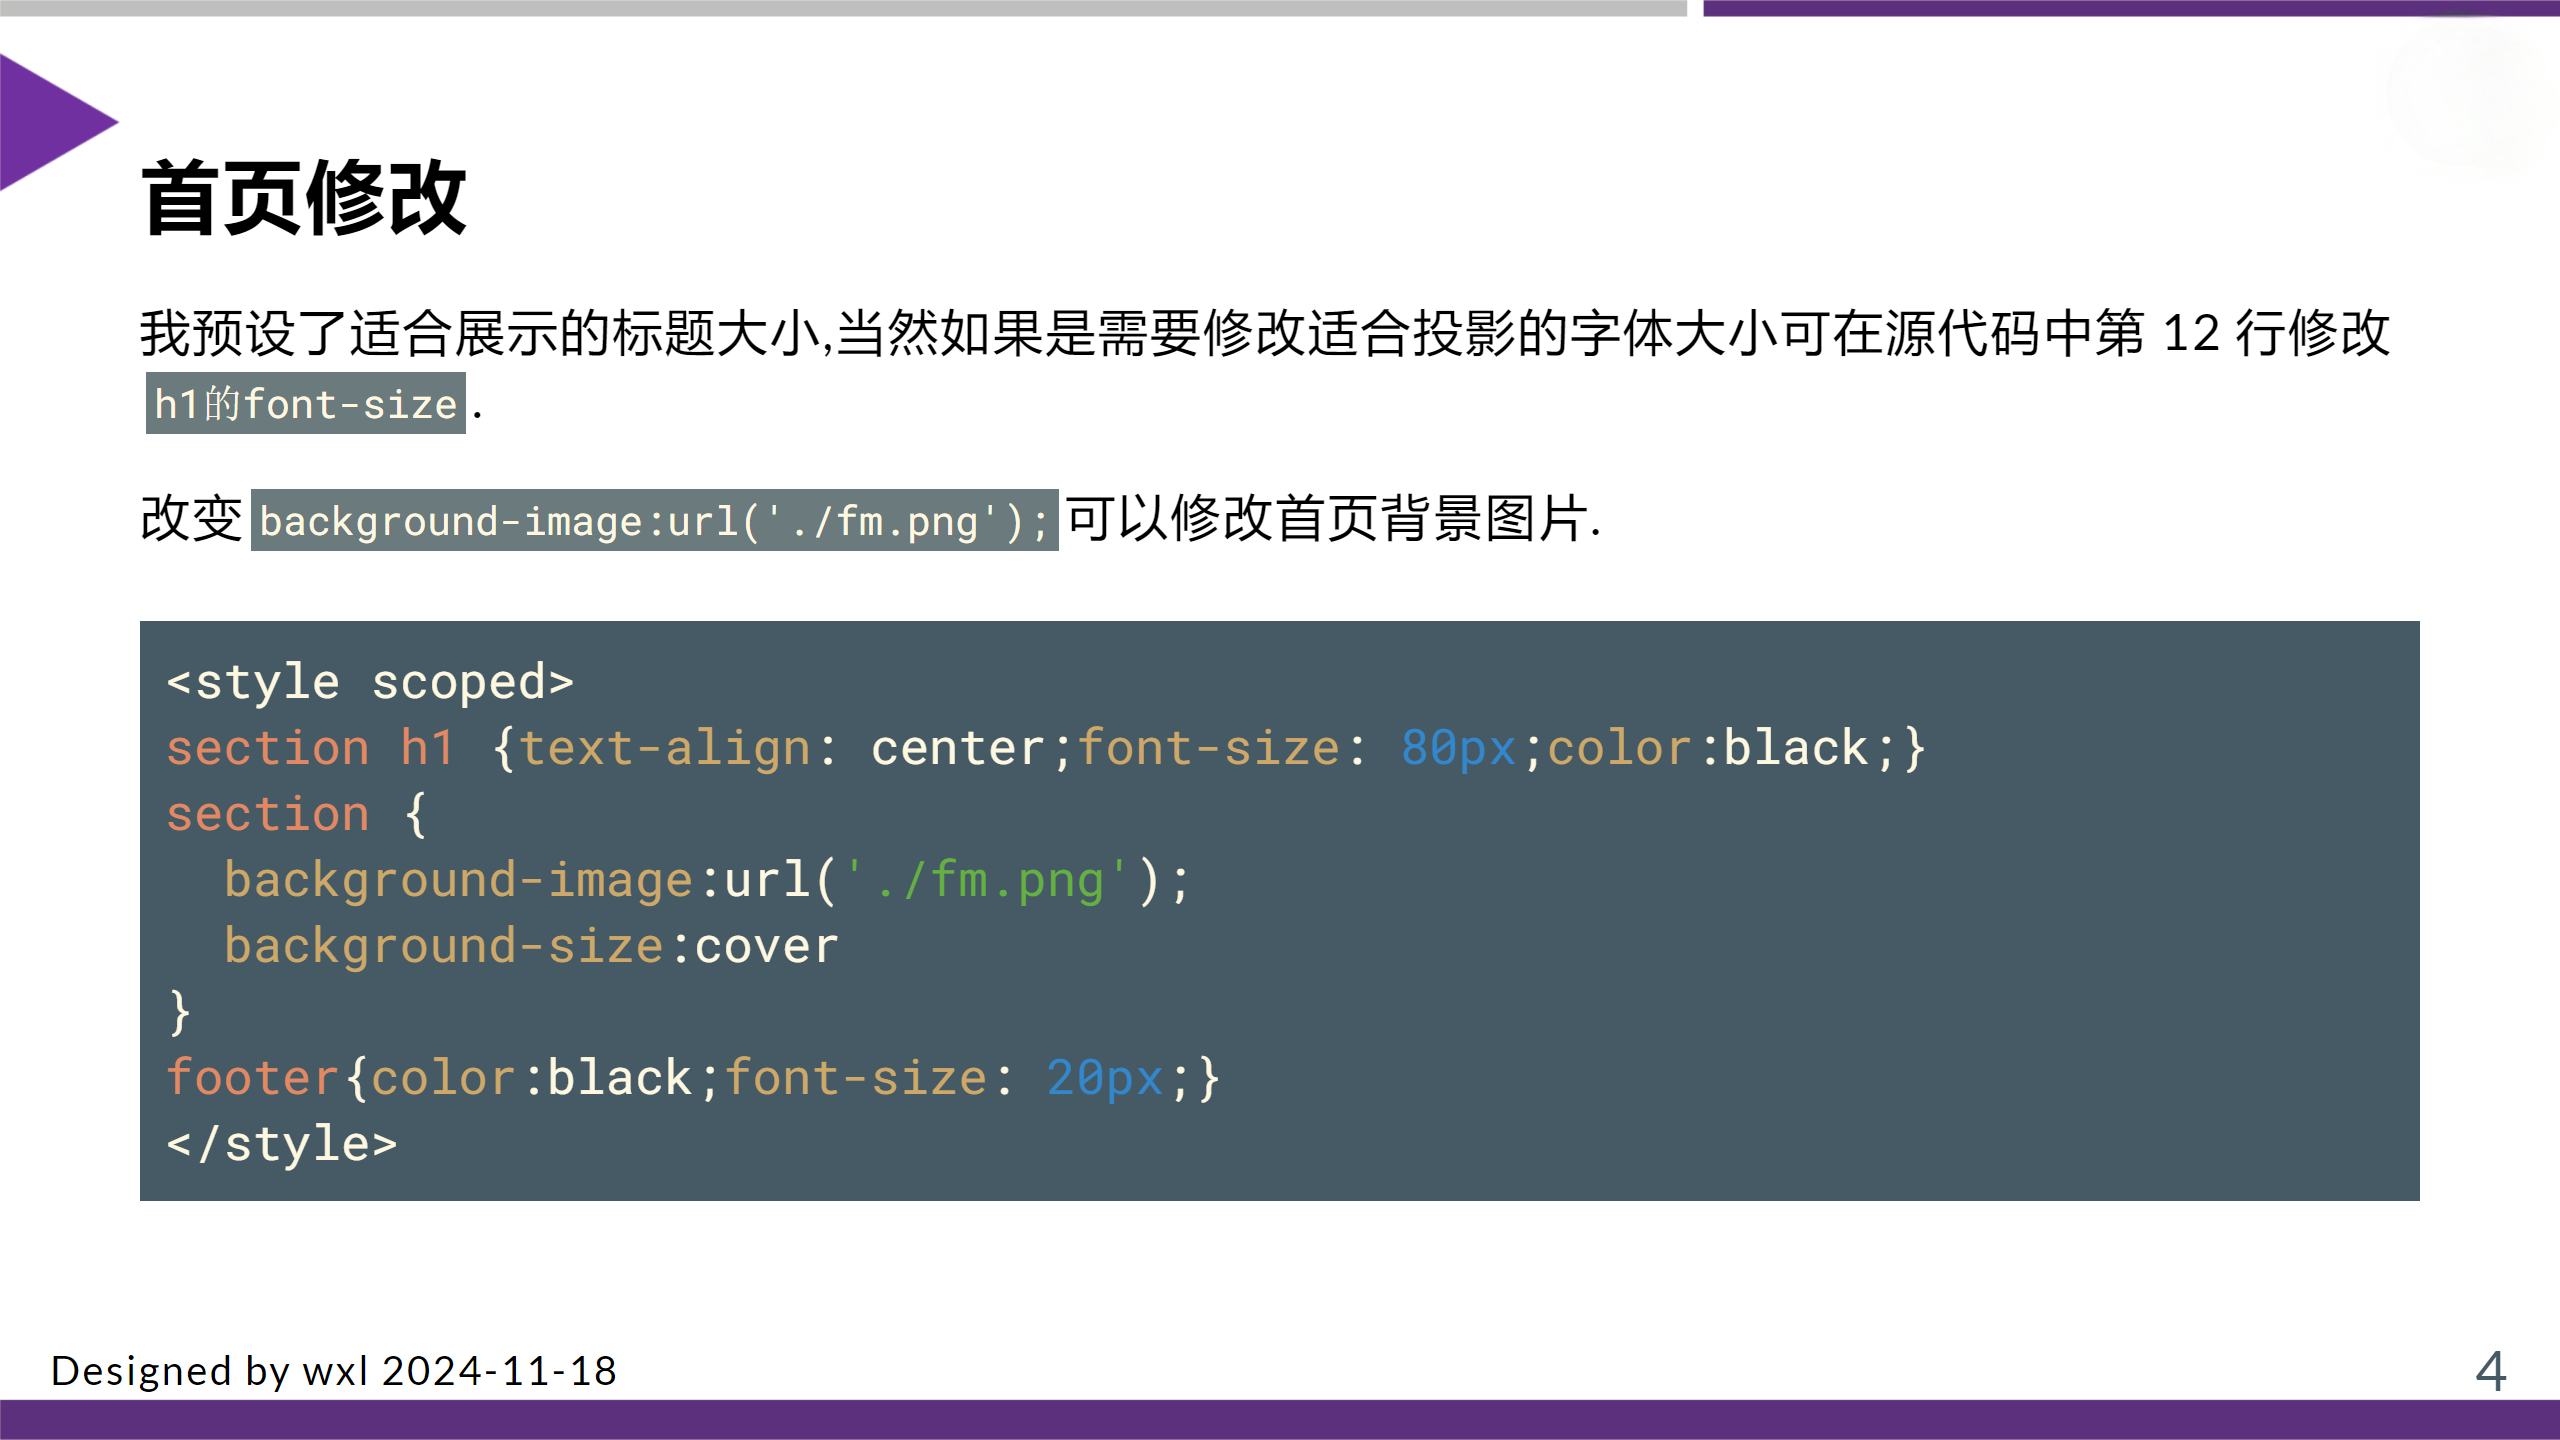 首页修改
我预设了适合展示的标题大小,当然如果是需要修改适合投影的字体大小可在源代码中第 12 行修改
h1的font-size .
改变 background-image:url('./fm.png'); 可以修改首页背景图片.
<style scoped>
section h1 {text-align: center;font-size: 80px;color:black;}
section {
  background-image:url('./fm.png');
  background-size:cover
}
footer{color:black;font-size: 20px;}
</style>
Designed by wxl 2024-11-18
4